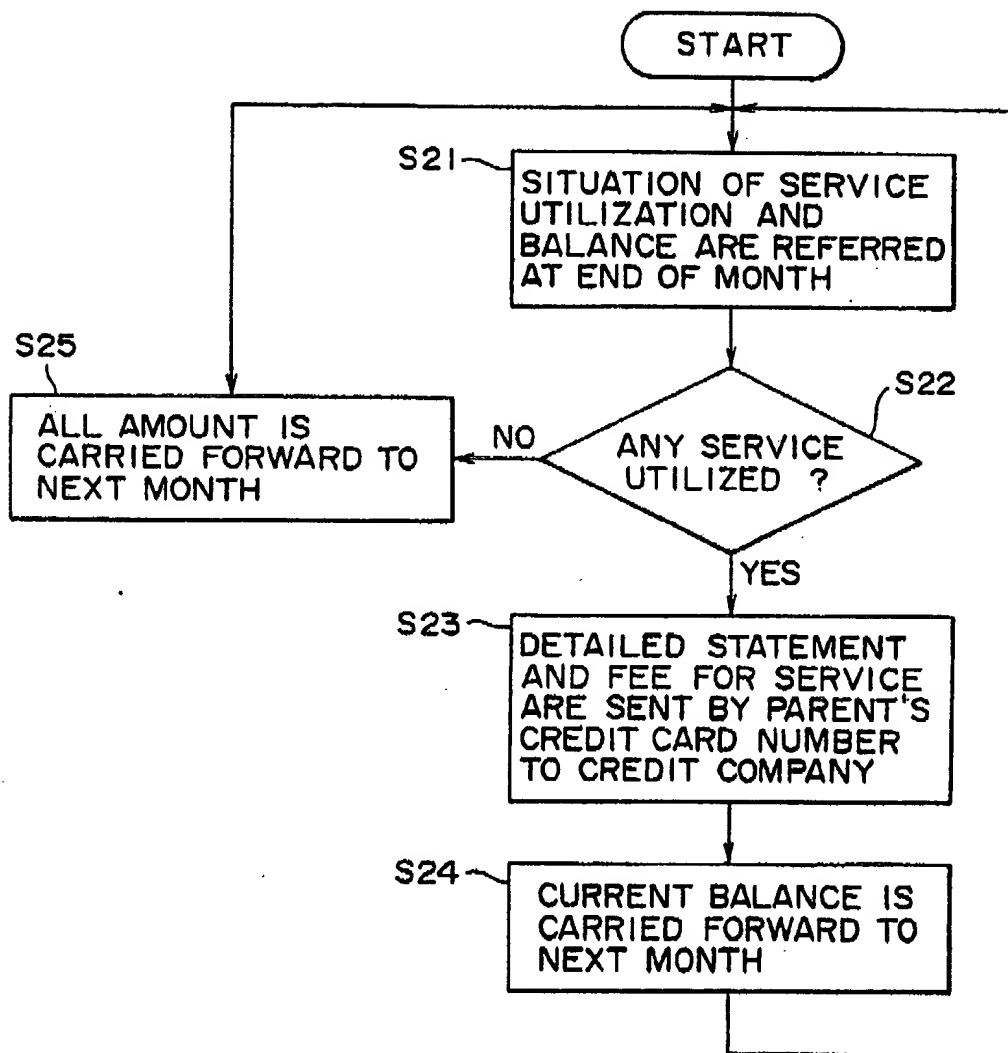 START
S21
SITUATION OF SERVICE
UTILIZATION AND
BALANCE ARE REFERRED
AT END OF MONTH
S25
ALL AMOUNT IS
CARRIED FORWARD TO
NEXT MONTH
NO
S22
ANY SERVICE
UTILIZED ?
YES
S23
DETAILED STATEMENT
AND FEE FOR SERVICE
ARE SENT BY PARENT'S
CREDIT CARD NUMBER
TO CREDIT COMPANY
S24
CURRENT BALANCE IS
CARRIED FORWARD TO
NEXT MONTH